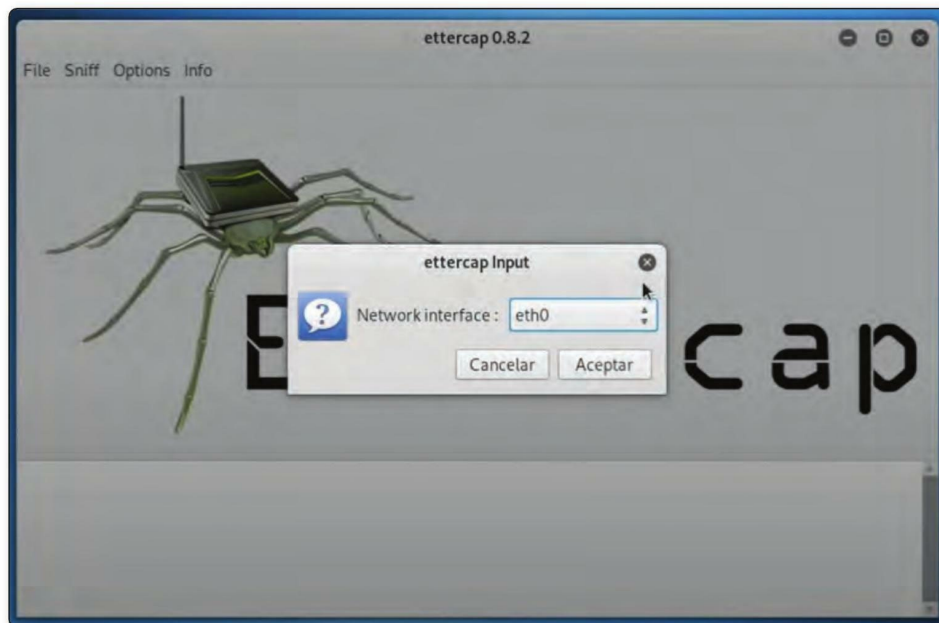 ettercap 0.8.2
File Sniff Options Info
ettercap Input
Network interface : eth0
Cancelar Aceptar
E cap